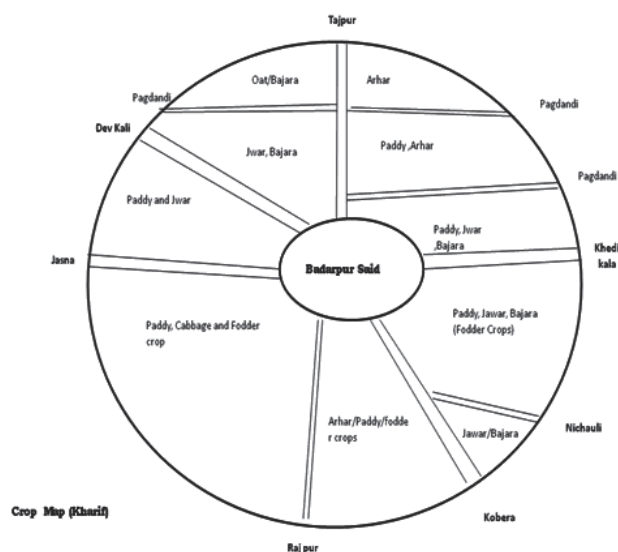 Tajpur
Oat/Bajara
Arhar
Pagdandi
Pagdandi
Dev Kali
Jwar, Bajara
Paddy ,Arhar
Pagdandi
Paddy and Jwar
Paddy, Jwar
,Bajara
Khedi
kala
Jasna
Badarpur Said
Paddy, Cabbage and Fodder
crop
Paddy, Jawar, Bajara
(Fodder Crops)
Arhar/Paddy/fodde
r crops
Jawar/Bajara
Nichauli
Crop Map (Kharif)
Kobera
Raj pur